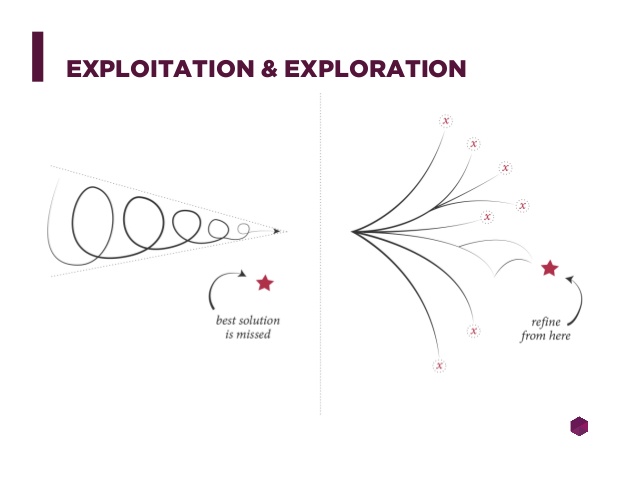 EXPLOITATION & EXPLORATION
best solution
is missed
x
x
x
x
x
x
x
refine
from here